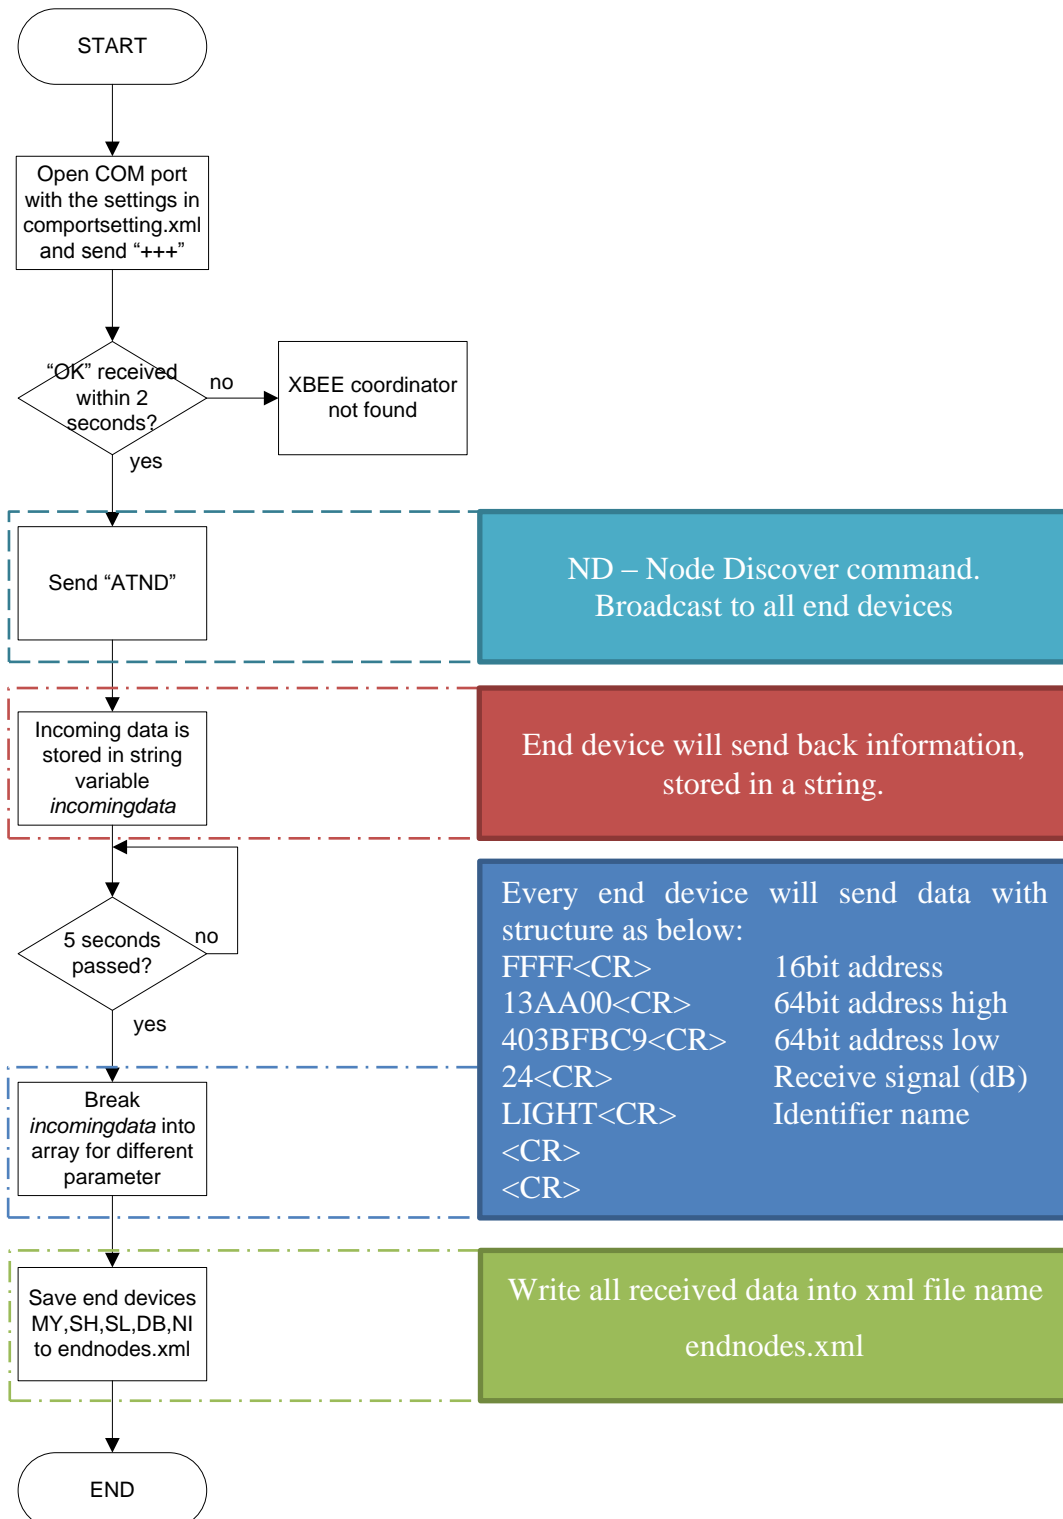 START
Open COM port
with the settings in
comportsetting.xml
and send “+++”
“OK” received
within 2
seconds?
no
XBEE coordinator
not found
yes
Send “ATND”
ND – Node Discover command.
Broadcast to all end devices
Incoming data is
stored in string
variable
incomingdata
End device will send back information,
stored in a string.
5 seconds
passed?
no
yes
Every end device will send data with
structure as below:
FFFF<CR> 16bit address
13AA00<CR> 64bit address high
403BFBC9<CR> 64bit address low
24<CR> Receive signal (dB)
LIGHT<CR> Identifier name
<CR>
<CR>
Break
incomingdata into
array for different
parameter
Save end devices
MY,SH,SL,DB,NI
to endnodes.xml
Write all received data into xml file name
endnodes.xml
END